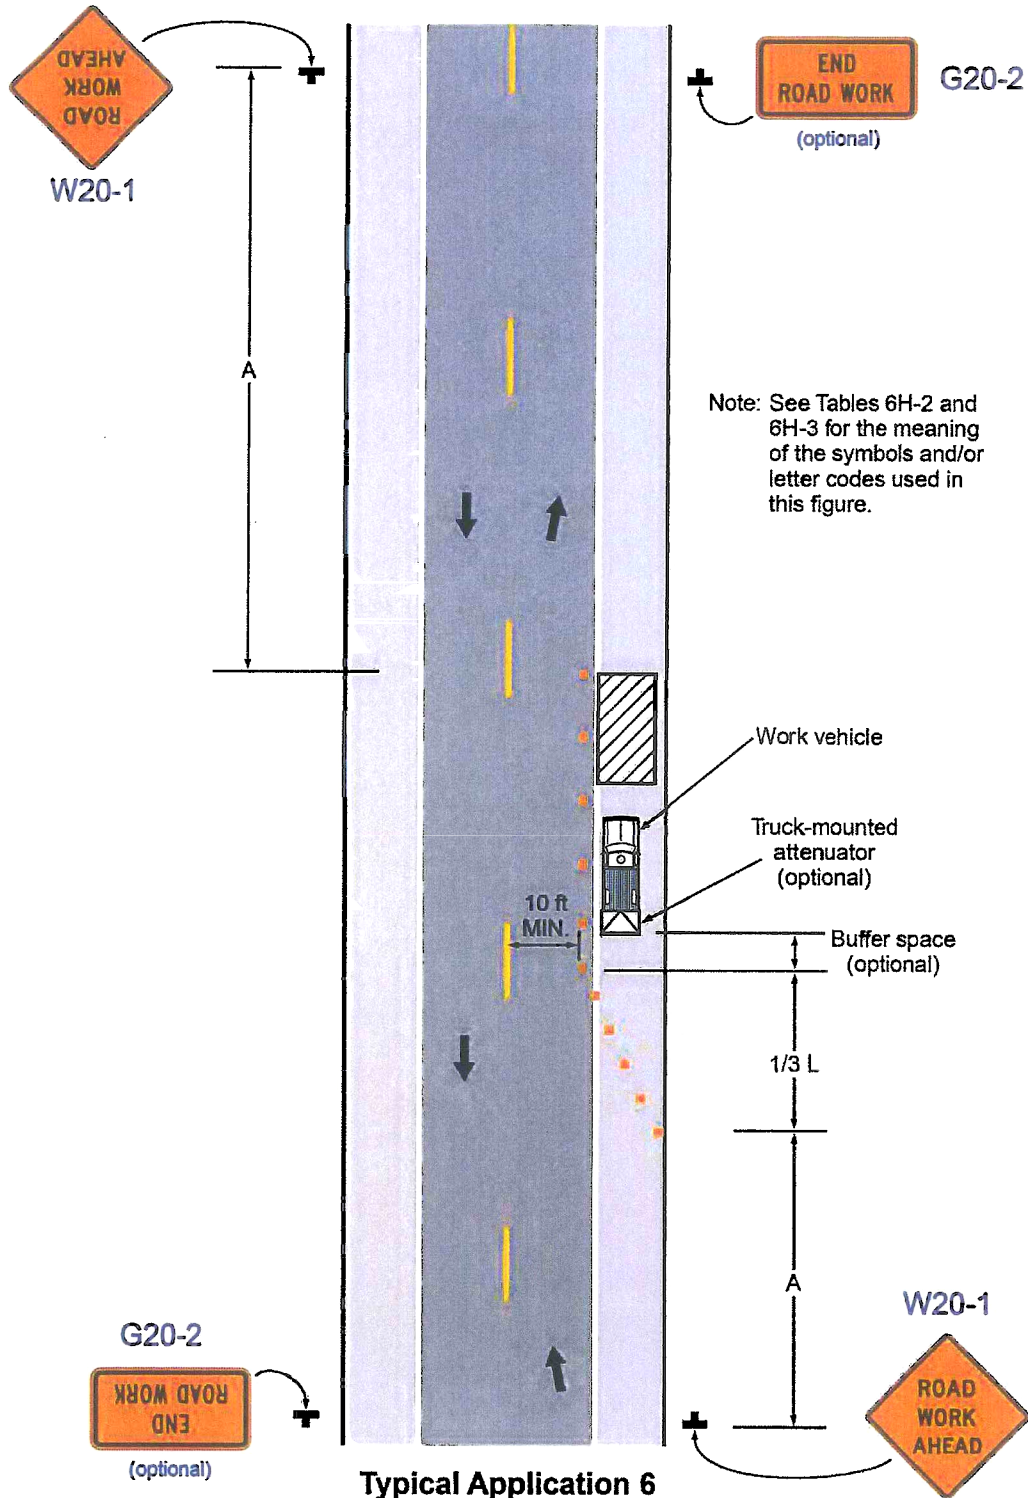 ROAD
WORK
AHEAD
W20-1
END
ROAD WORK
(optional)
G20-2
A
Note: See Tables 6H-2 and
6H-3 for the meaning
of the symbols and/or
letter codes used in
this figure.
Work vehicle
Truck-mounted
attenuator
(optional)
10 ft
MIN.
Buffer space
(optional)
1/3 L
A
G20-2
END
ROAD WORK
(optional)
W20-1
ROAD
WORK
AHEAD
Typical Application 6